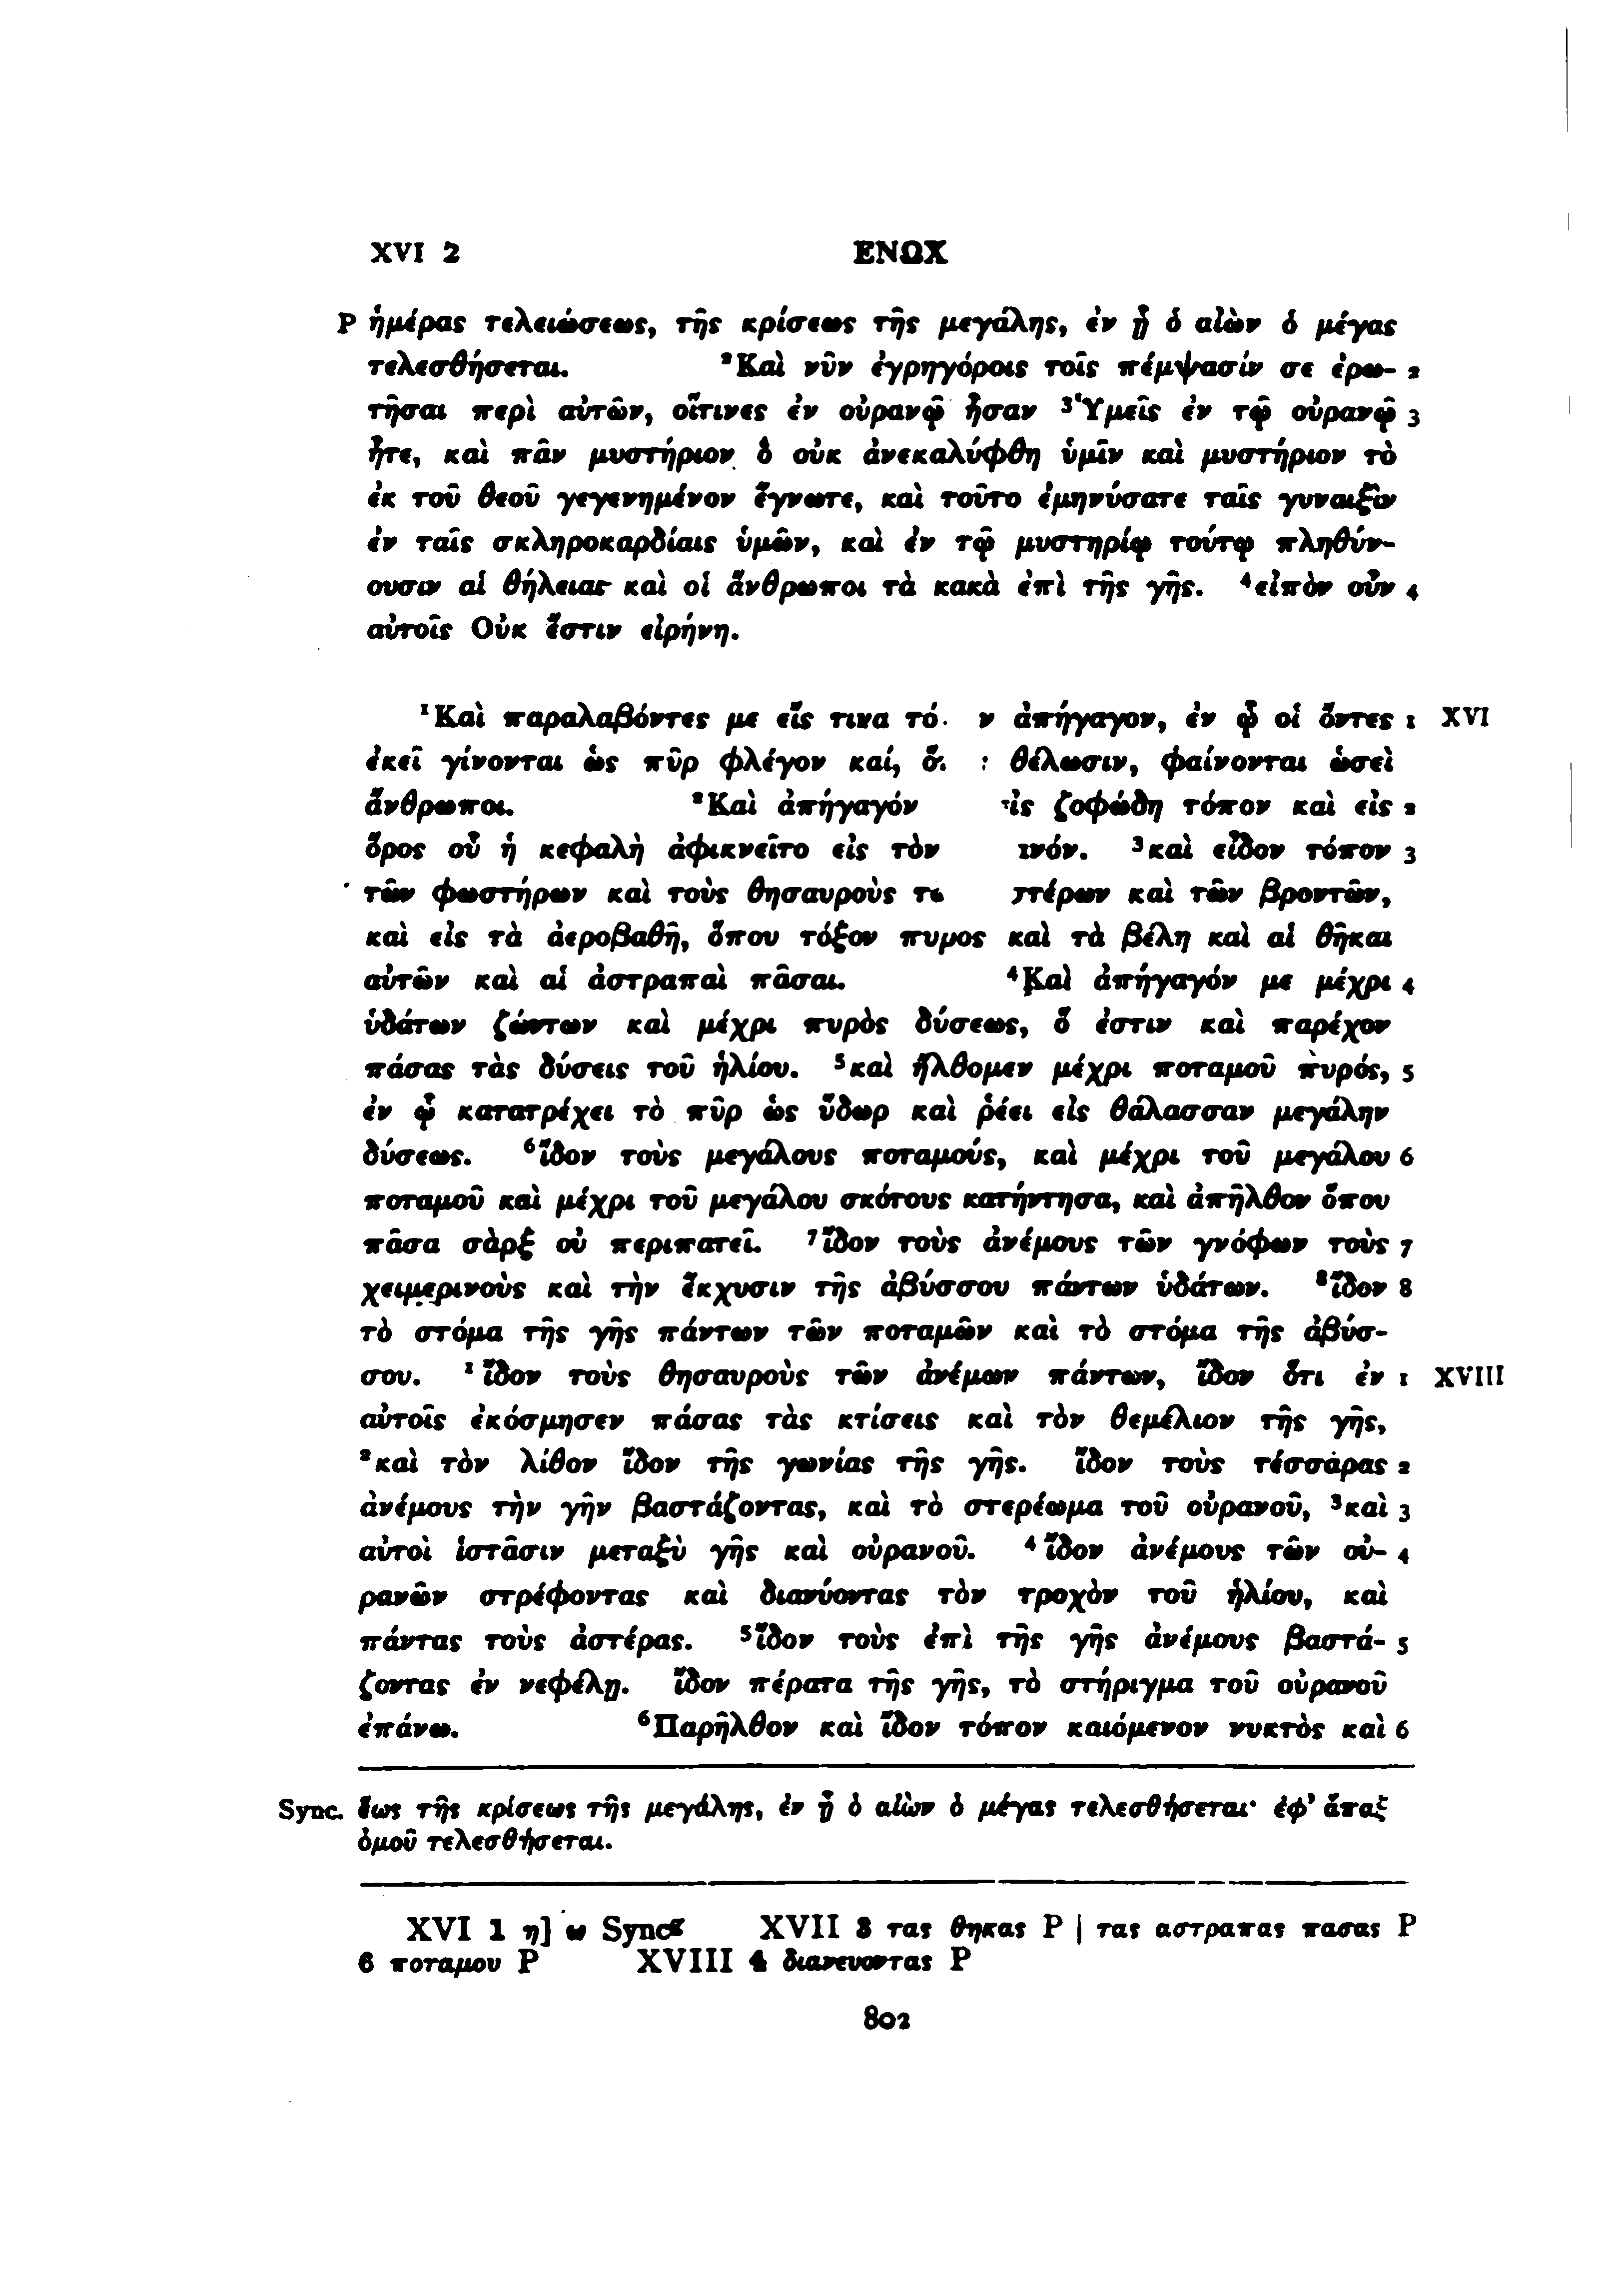 XVI 2 ΕΝΩΧ
P ἡμέρας τελειώσεως, τῆς κρίσεως τῆς μεγάλης, ἐν ᾗ ὁ αἰὼν ὁ μέγας
τελεσθήσεται. ²Καὶ νῦν ἐγρηγόροις τοῖς πέμψασίν σε ἐρω- 2
τῆσαι περὶ αὐτῶν, οἵτινες ἐν οὐρανῷ ἦσαν ³Ὑμεῖς ἐν τῷ οὐρανῷ 3
ἦτε, καὶ πᾶν μυστήριον ὃ οὐκ ἀνεκαλύφθη ὑμῖν καὶ μυστήριον τὸ
ἐκ τοῦ θεοῦ γεγενημένον ἔγνωτε, καὶ τοῦτο ἐμηνύσατε ταῖς γυναιξὶν
ἐν ταῖς σκληροκαρδίαις ὑμῶν, καὶ ἐν τῷ μυστηρίῳ τούτῳ πληθύν-
ουσιν αἱ θήλειαι καὶ οἱ ἄνθρωποι τὰ κακὰ ἐπὶ τῆς γῆς. ⁴εἰπὸν οὖν 4
αὐτοῖς Οὐκ ἔστιν εἰρήνη.
¹Καὶ παραλαβόντες με εἴς τινα τό ν ἀπήγαγον, ἐν ᾧ οἱ ὄντες 1 XVI
ἐκεῖ γίνονται ὡς πῦρ φλέγον καί, ὅ θέλωσιν, φαίνονται ὡσεὶ
ἄνθρωποι. ²Καὶ ἀπήγαγόν ἰς ζοφώδη τόπον καὶ εἰς 2
ὄρος οὗ ἡ κεφαλὴ ἀφικνεῖτο εἰς τὸν νόν. ³καὶ εἶδον τόπον 3
τῶν φωστήρων καὶ τοὺς θησαυροὺς τ τέρων καὶ τῶν βροντῶν,
καὶ εἰς τὰ ἀεροβαθῆ, ὅπου τόξον πυρος καὶ τὰ βέλη καὶ αἱ θῆκαι
αὐτῶν καὶ αἱ ἀστραπαὶ πᾶσαι. ⁴Καὶ ἀπήγαγόν με μέχρι 4
ὑδάτων ζώντων καὶ μέχρι πυρὸς δύσεως, ὅ ἐστιν καὶ παρέχον
πάσας τὰς δύσεις τοῦ ἡλίου. ⁵καὶ ἤλθομεν μέχρι ποταμοῦ πυρός, 5
ἐν ᾧ κατατρέχει τὸ πῦρ ὡς ὕδωρ καὶ ῥέει εἰς θάλασσαν μεγάλην
δύσεως. ⁶ἴδον τοὺς μεγάλους ποταμούς, καὶ μέχρι τοῦ μεγάλου 6
ποταμοῦ καὶ μέχρι τοῦ μεγάλου σκότους κατήντησα, καὶ ἀπῆλθον ὅπου
πᾶσα σὰρξ οὐ περιπατεῖ. ⁷ἴδον τοὺς ἀνέμους τῶν γνόφων τοὺς 7
χειμερινοὺς καὶ τὴν ἔκχυσιν τῆς ἀβύσσου πάντων ὑδάτων. ⁸ἴδον 8
τὸ στόμα τῆς γῆς πάντων τῶν ποταμῶν καὶ τὸ στόμα τῆς ἀβύσ-
σου. ¹ἴδον τοὺς θησαυροὺς τῶν ἀνέμων πάντων, ἴδον ὅτι ἐν 1 XVIII
αὐτοῖς ἐκόσμησεν πάσας τὰς κτίσεις καὶ τὸν θεμέλιον τῆς γῆς,
²καὶ τὸν λίθον ἴδον τῆς γωνίας τῆς γῆς. ἴδον τοὺς τέσσαρας 2
ἀνέμους τὴν γῆν βαστάζοντας, καὶ τὸ στερέωμα τοῦ οὐρανοῦ, ³καὶ 3
αὐτοὶ ἱστᾶσιν μεταξὺ γῆς καὶ οὐρανοῦ. ⁴ἴδον ἀνέμους τῶν οὐ- 4
ρανῶν στρέφοντας καὶ διανύοντας τὸν τροχὸν τοῦ ἡλίου, καὶ
πάντας τοὺς ἀστέρας. ⁵ἴδον τοὺς ἐπὶ τῆς γῆς ἀνέμους βαστά- 5
ζοντας ἐν νεφέλῃ. ἴδον πέρατα τῆς γῆς, τὸ στήριγμα τοῦ οὐρανοῦ
ἐπάνω. ⁶Παρῆλθον καὶ ἴδον τόπον καιόμενον νυκτὸς καὶ 6
Sync. ἕως τῆς κρίσεως τῆς μεγάλης, ἐν ᾗ ὁ αἰὼν ὁ μέγας τελεσθήσεται· ἐφ' ἅπαξ
ὁμοῦ τελεσθήσεται.
XVI 1 η] ω Syncᵍ XVII 3 τας θηκας P | τας αστραπας πασας P
6 ποταμου P XVIII 4 διανευοντας P
802